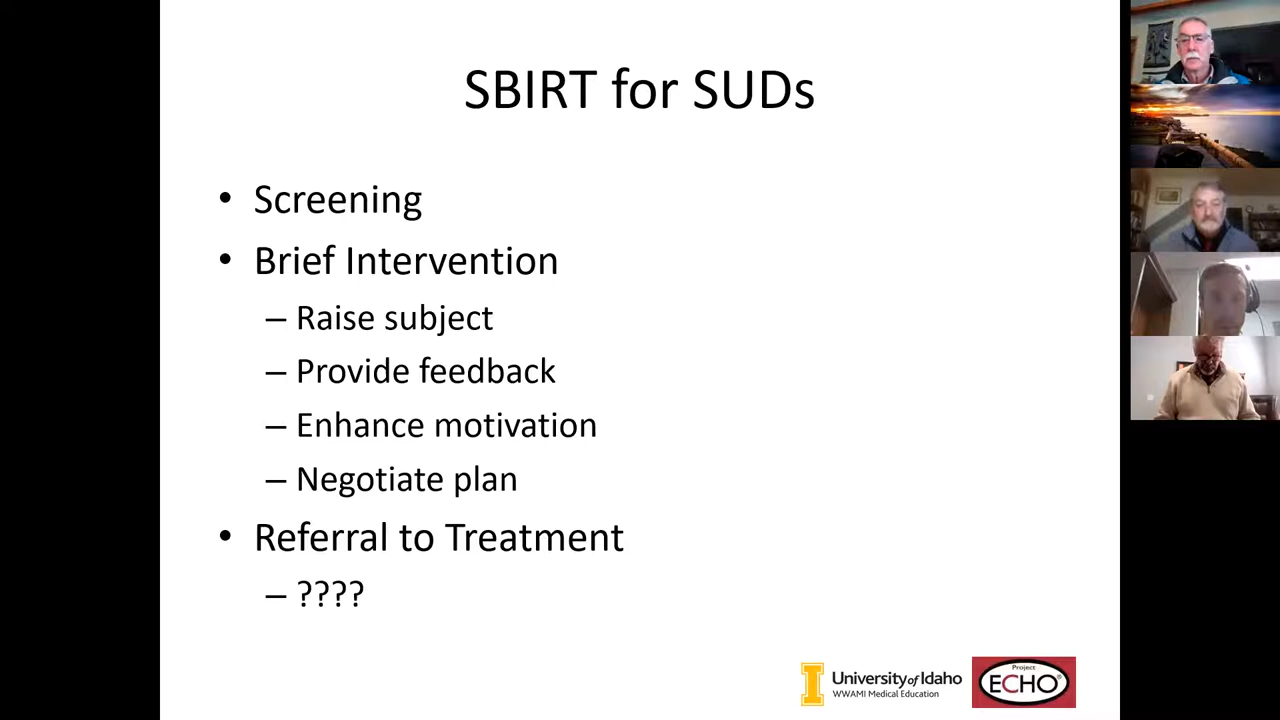 SBIRT for SUDs
• Screening
• Brief Intervention
– Raise subject
– Provide feedback
– Enhance motivation
– Negotiate plan
• Referral to Treatment
– ????
University of Idaho
WWAMI Medical Education
Project
ECHO®